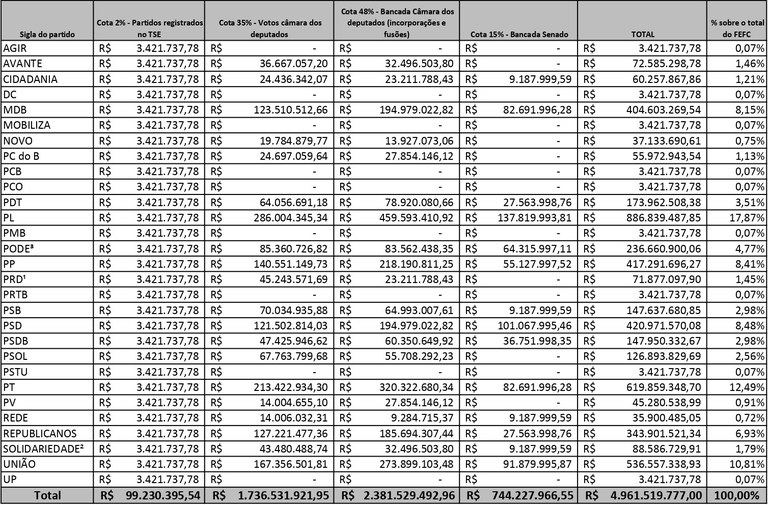 Sigla do partido | Cota 2% - Partidos registrados no TSE | Cota 35% - Votos câmara dos deputados | Cota 48% - Bancada Câmara dos deputados (incorporações e fusões) | Cota 15% - Bancada Senado | TOTAL | % sobre o total do FEFC
AGIR R$ 3.421.737,78 R$ - R$ - R$ - R$ 3.421.737,78 0,07%
AVANTE R$ 3.421.737,78 R$ 36.667.057,20 R$ 32.496.503,80 R$ - R$ 72.585.298,78 1,46%
CIDADANIA R$ 3.421.737,78 R$ 24.436.342,07 R$ 23.211.788,43 R$ 9.187.999,59 R$ 60.257.867,86 1,21%
DC R$ 3.421.737,78 R$ - R$ - R$ - R$ 3.421.737,78 0,07%
MDB R$ 3.421.737,78 R$ 123.510.512,66 R$ 194.979.022,82 R$ 82.691.996,28 R$ 404.603.269,54 8,15%
MOBILIZA R$ 3.421.737,78 R$ - R$ - R$ - R$ 3.421.737,78 0,07%
NOVO R$ 3.421.737,78 R$ 19.784.879,77 R$ 13.927.073,06 R$ - R$ 37.133.690,61 0,75%
PC do B R$ 3.421.737,78 R$ 24.697.059,64 R$ 27.854.146,12 R$ - R$ 55.972.943,54 1,13%
PCB R$ 3.421.737,78 R$ - R$ - R$ - R$ 3.421.737,78 0,07%
PCO R$ 3.421.737,78 R$ - R$ - R$ - R$ 3.421.737,78 0,07%
PDT R$ 3.421.737,78 R$ 64.056.691,18 R$ 78.920.080,66 R$ 27.563.998,76 R$ 173.962.508,38 3,51%
PL R$ 3.421.737,78 R$ 286.004.345,34 R$ 459.593.410,92 R$ 137.819.993,81 R$ 886.839.487,85 17,87%
PMB R$ 3.421.737,78 R$ - R$ - R$ - R$ 3.421.737,78 0,07%
PODE³ R$ 3.421.737,78 R$ 85.360.726,82 R$ 83.562.438,35 R$ 64.315.997,11 R$ 236.660.900,06 4,77%
PP R$ 3.421.737,78 R$ 140.551.149,73 R$ 218.190.811,25 R$ 55.127.997,52 R$ 417.291.696,27 8,41%
PRD¹ R$ 3.421.737,78 R$ 45.243.571,69 R$ 23.211.788,43 R$ - R$ 71.877.097,90 1,45%
PRTB R$ 3.421.737,78 R$ - R$ - R$ - R$ 3.421.737,78 0,07%
PSB R$ 3.421.737,78 R$ 70.034.935,88 R$ 64.993.007,61 R$ 9.187.999,59 R$ 147.637.680,85 2,98%
PSD R$ 3.421.737,78 R$ 121.502.814,03 R$ 194.979.022,82 R$ 101.067.995,46 R$ 420.971.570,08 8,48%
PSDB R$ 3.421.737,78 R$ 47.425.946,62 R$ 60.350.649,92 R$ 36.751.998,35 R$ 147.950.332,67 2,98%
PSOL R$ 3.421.737,78 R$ 67.763.799,68 R$ 55.708.292,23 R$ - R$ 126.893.829,69 2,56%
PSTU R$ 3.421.737,78 R$ - R$ - R$ - R$ 3.421.737,78 0,07%
PT R$ 3.421.737,78 R$ 213.422.934,30 R$ 320.322.680,34 R$ 82.691.996,28 R$ 619.859.348,70 12,49%
PV R$ 3.421.737,78 R$ 14.004.655,10 R$ 27.854.146,12 R$ - R$ 45.280.538,99 0,91%
REDE R$ 3.421.737,78 R$ 14.006.032,31 R$ 9.284.715,37 R$ 9.187.999,59 R$ 35.900.485,05 0,72%
REPUBLICANOS R$ 3.421.737,78 R$ 127.221.477,36 R$ 185.694.307,44 R$ 27.563.998,76 R$ 343.901.521,34 6,93%
SOLIDARIEDADE² R$ 3.421.737,78 R$ 43.480.488,74 R$ 32.496.503,80 R$ 9.187.999,59 R$ 88.586.729,91 1,79%
UNIÃO R$ 3.421.737,78 R$ 167.356.501,81 R$ 273.899.103,48 R$ 91.879.995,87 R$ 536.557.338,93 10,81%
UP R$ 3.421.737,78 R$ - R$ - R$ - R$ 3.421.737,78 0,07%
Total R$ 99.230.395,54 R$ 1.736.531.921,95 R$ 2.381.529.492,96 R$ 744.227.966,55 R$ 4.961.519.777,00 100,00%